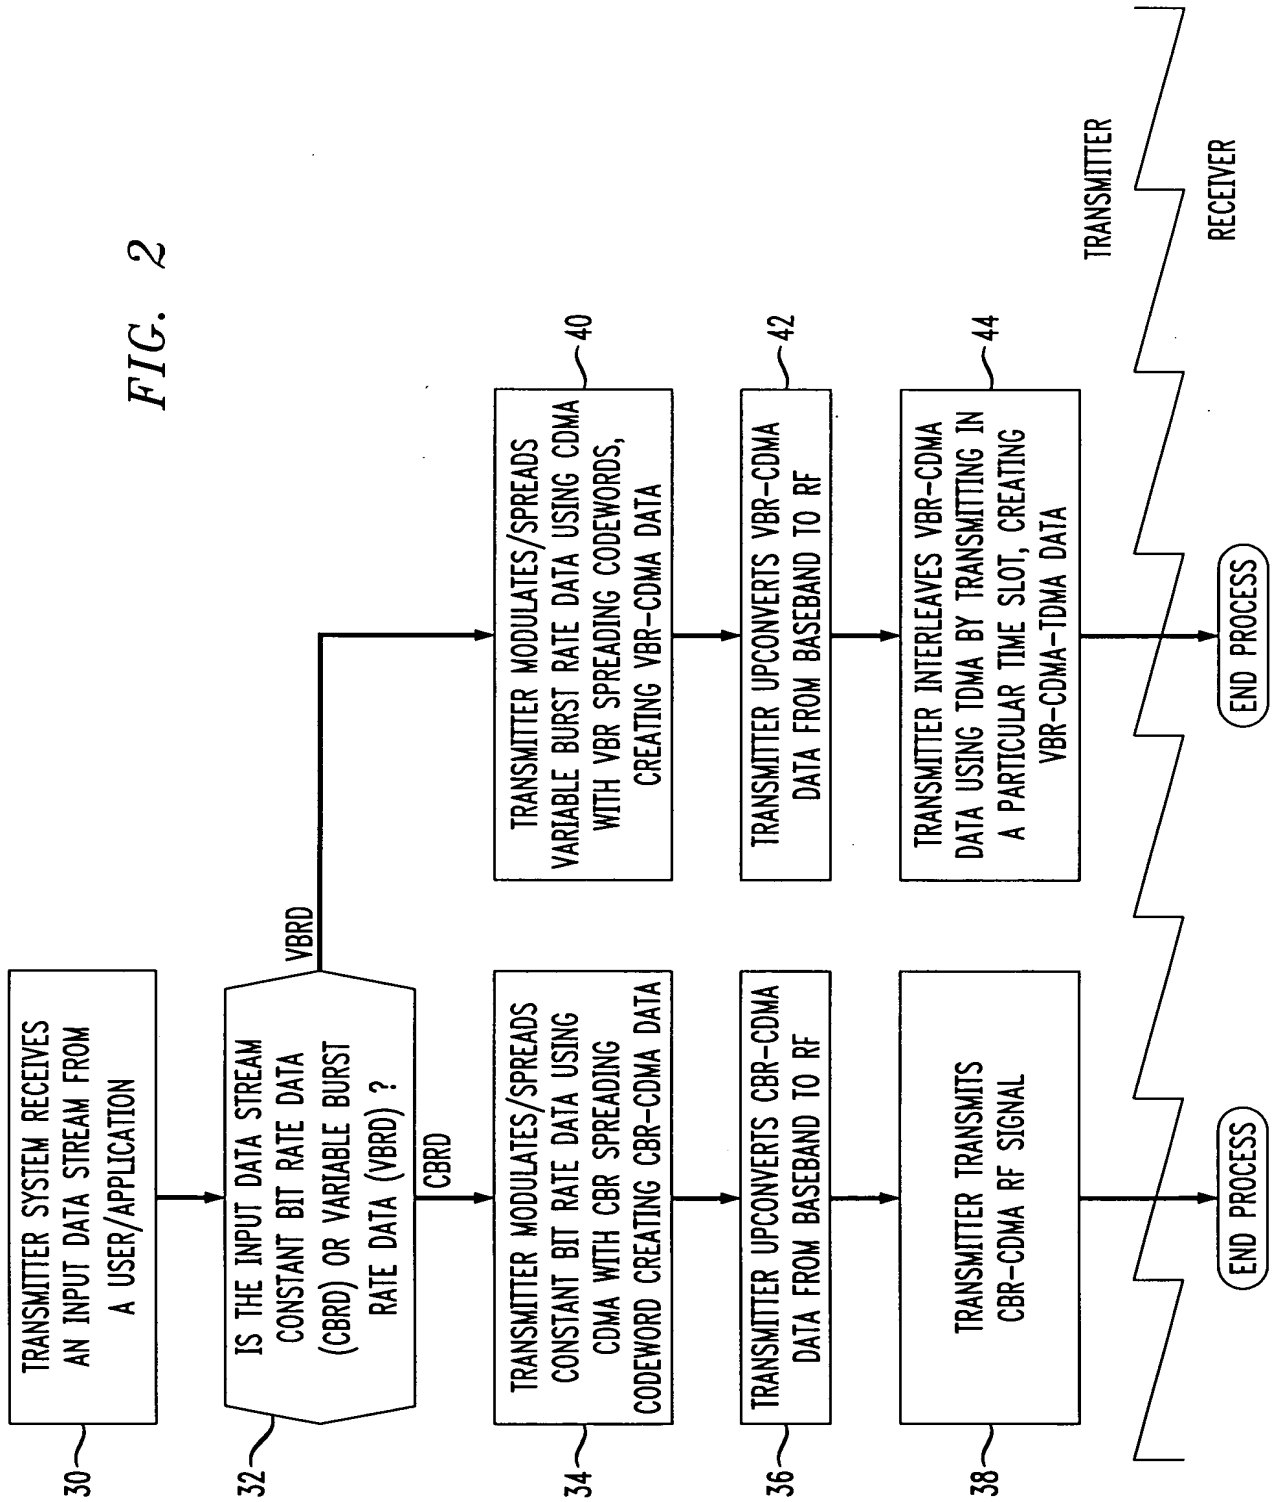 FIG. 2
30
TRANSMITTER SYSTEM RECEIVES
AN INPUT DATA STREAM FROM
A USER/APPLICATION
32
IS THE INPUT DATA STREAM
CONSTANT BIT RATE DATA
(CBRD) OR VARIABLE BURST
RATE DATA (VBRD) ?
VBRD
CBRD
34
TRANSMITTER MODULATES/SPREADS
CONSTANT BIT RATE DATA USING
CDMA WITH CBR SPREADING
CODEWORD CREATING CBR-CDMA DATA
36
TRANSMITTER UPCONVERTS CBR-CDMA
DATA FROM BASEBAND TO RF
38
TRANSMITTER TRANSMITS
CBR-CDMA RF SIGNAL
END PROCESS
40
TRANSMITTER MODULATES/SPREADS
VARIABLE BURST RATE DATA USING CDMA
WITH VBR SPREADING CODEWORDS,
CREATING VBR-CDMA DATA
42
TRANSMITTER UPCONVERTS VBR-CDMA
DATA FROM BASEBAND TO RF
44
TRANSMITTER INTERLEAVES VBR-CDMA
DATA USING TDMA BY TRANSMITTING IN
A PARTICULAR TIME SLOT, CREATING
VBR-CDMA-TDMA DATA
END PROCESS
TRANSMITTER
RECEIVER